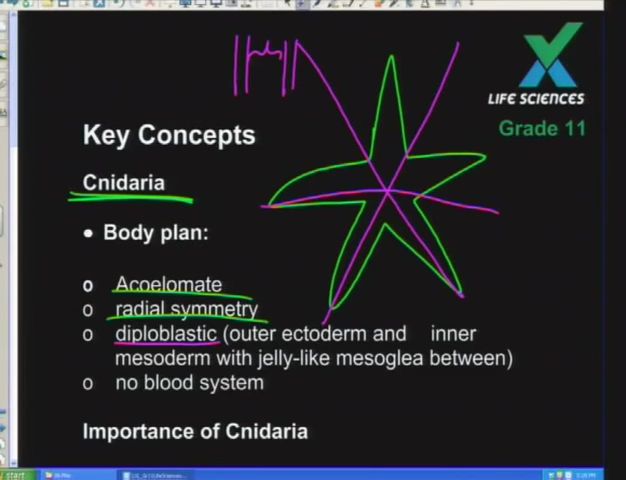 LIFE SCIENCES
Grade 11
Key Concepts
Cnidaria
• Body plan:
o Acoelomate
o radial symmetry
o diploblastic (outer ectoderm and inner
mesoderm with jelly-like mesoglea between)
o no blood system
Importance of Cnidaria
start